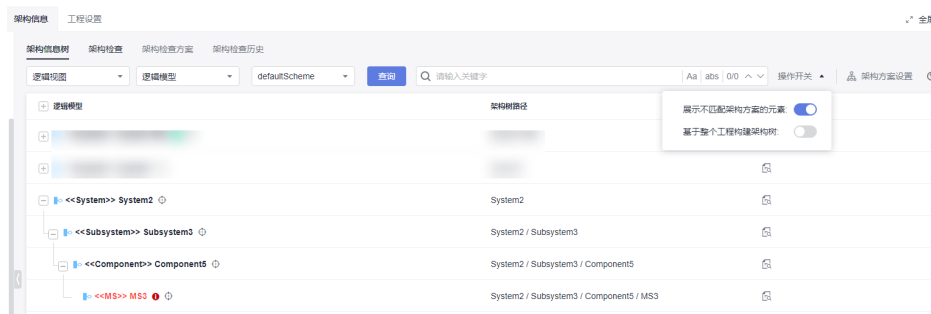 架构信息 工程设置 全屏
架构信息树 架构检查 架构检查方案 架构检查历史
逻辑视图 逻辑模型 defaultScheme 查询 请输入关键字 Aa abs 0/0 操作开关 架构方案设置
逻辑模型 架构树路径
展示不匹配架构方案的元素:
基于整个工程构建架构树:
<<System>> System2 System2
<<Subsystem>> Subsystem3 System2 / Subsystem3
<<Component>> Component5 System2 / Subsystem3 / Component5
<<MS>> MS3 System2 / Subsystem3 / Component5 / MS3